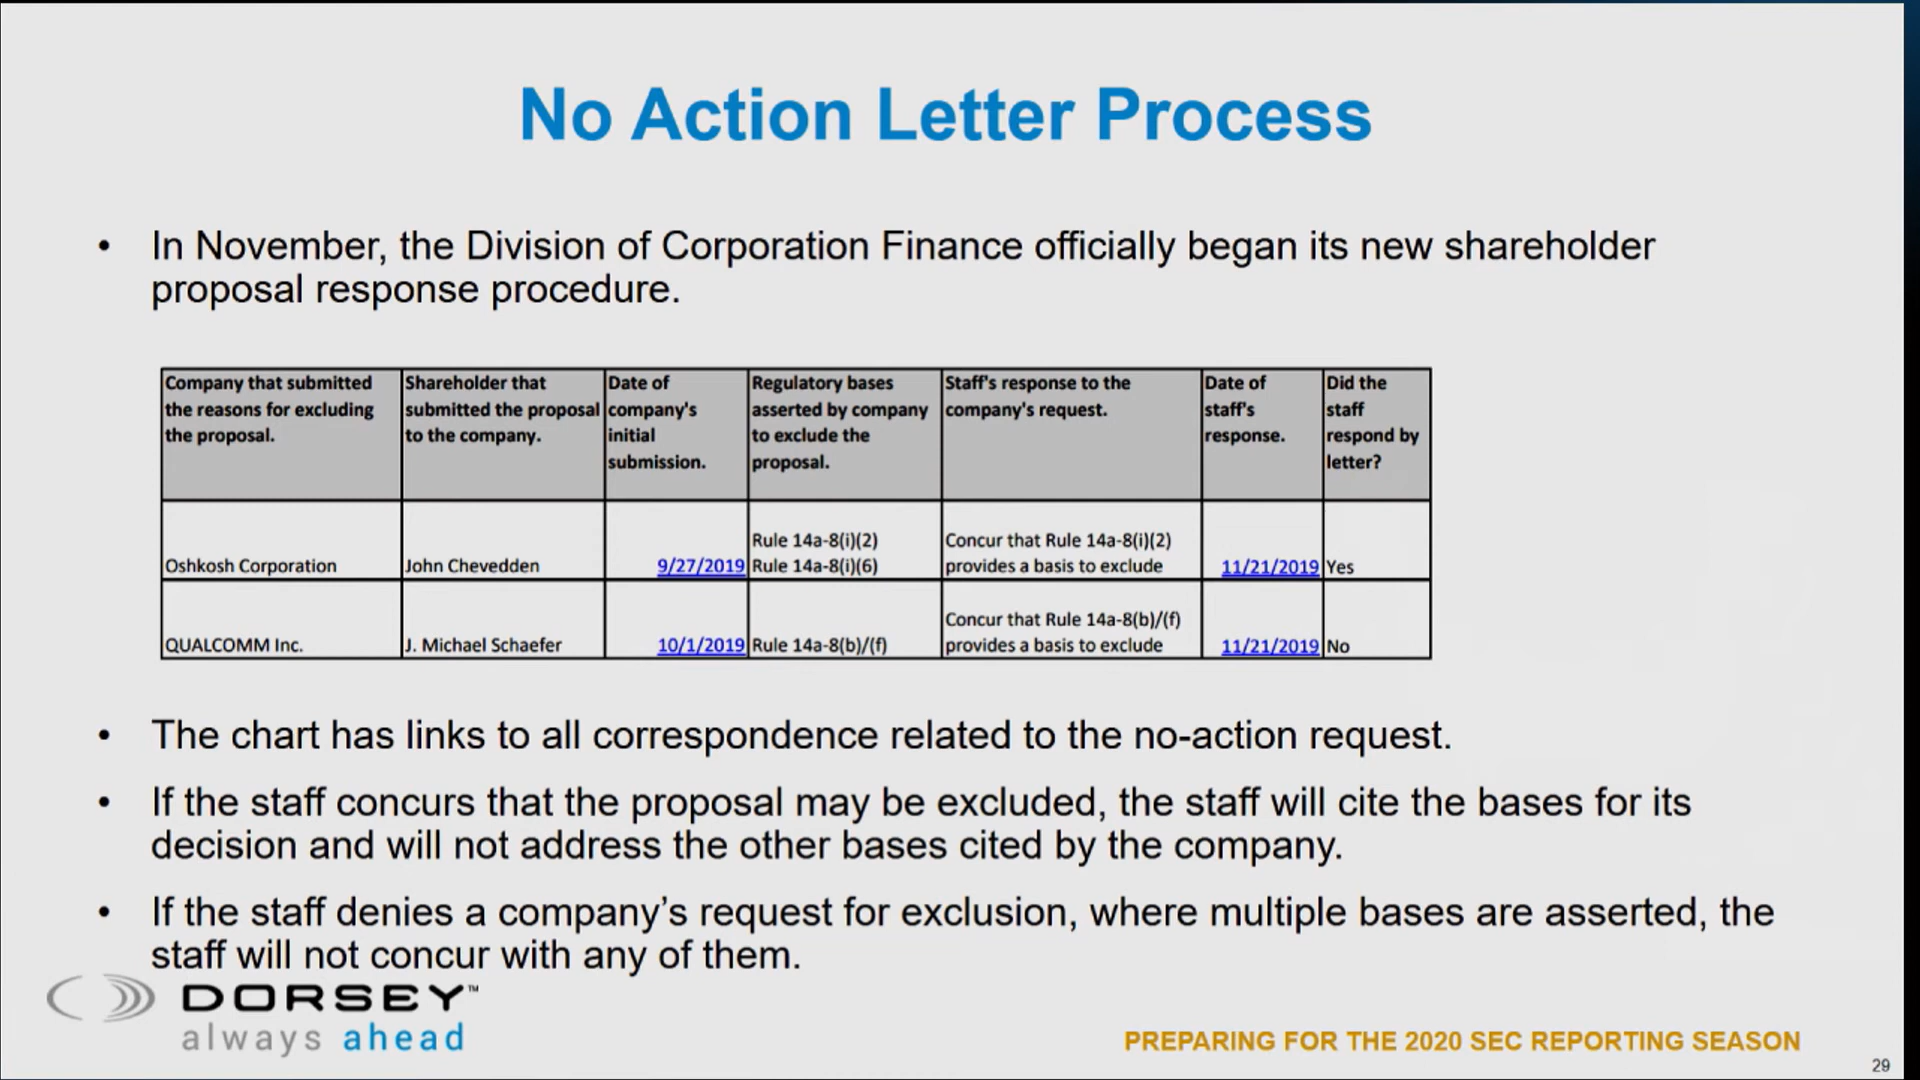 No Action Letter Process
• In November, the Division of Corporation Finance officially began its new shareholder
proposal response procedure.
Company that submitted
the reasons for excluding
the proposal.
Shareholder that
submitted the proposal
to the company.
Date of
company's
initial
submission.
Regulatory bases
asserted by company
to exclude the
proposal.
Staff's response to the
company's request.
Date of
staff's
response.
Did the
staff
respond by
letter?
Oshkosh Corporation
John Chevedden
9/27/2019
Rule 14a-8(i)(2)
Rule 14a-8(i)(6)
Concur that Rule 14a-8(i)(2)
provides a basis to exclude
11/21/2019
Yes
QUALCOMM Inc.
J. Michael Schaefer
10/1/2019
Rule 14a-8(b)/(f)
Concur that Rule 14a-8(b)/(f)
provides a basis to exclude
11/21/2019
No
• The chart has links to all correspondence related to the no-action request.
• If the staff concurs that the proposal may be excluded, the staff will cite the bases for its
decision and will not address the other bases cited by the company.
• If the staff denies a company’s request for exclusion, where multiple bases are asserted, the
staff will not concur with any of them.
DORSEY™
always ahead
PREPARING FOR THE 2020 SEC REPORTING SEASON
29